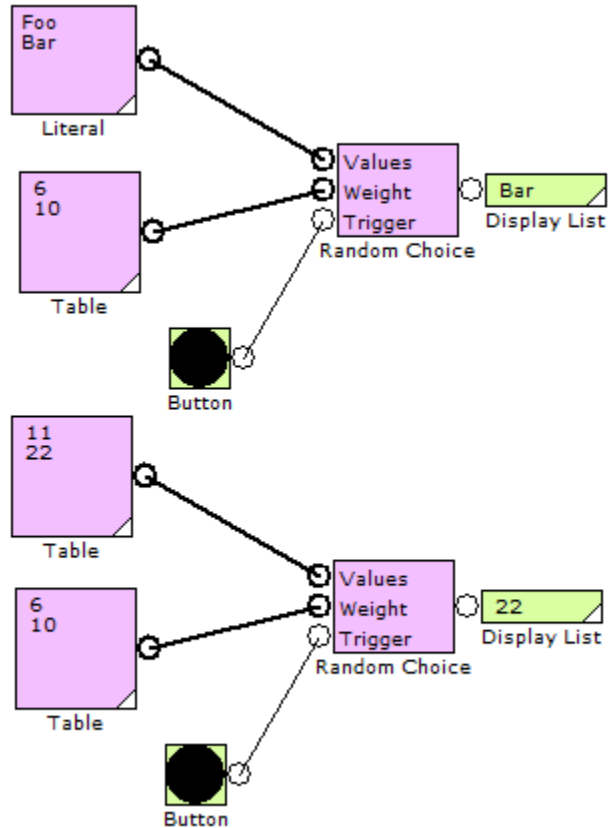 Foo
Bar
Literal
Values
Weight
Trigger
Random Choice
Bar
Display List
6
10
Table
Button
11
22
Table
Values
Weight
Trigger
Random Choice
22
Display List
6
10
Table
Button